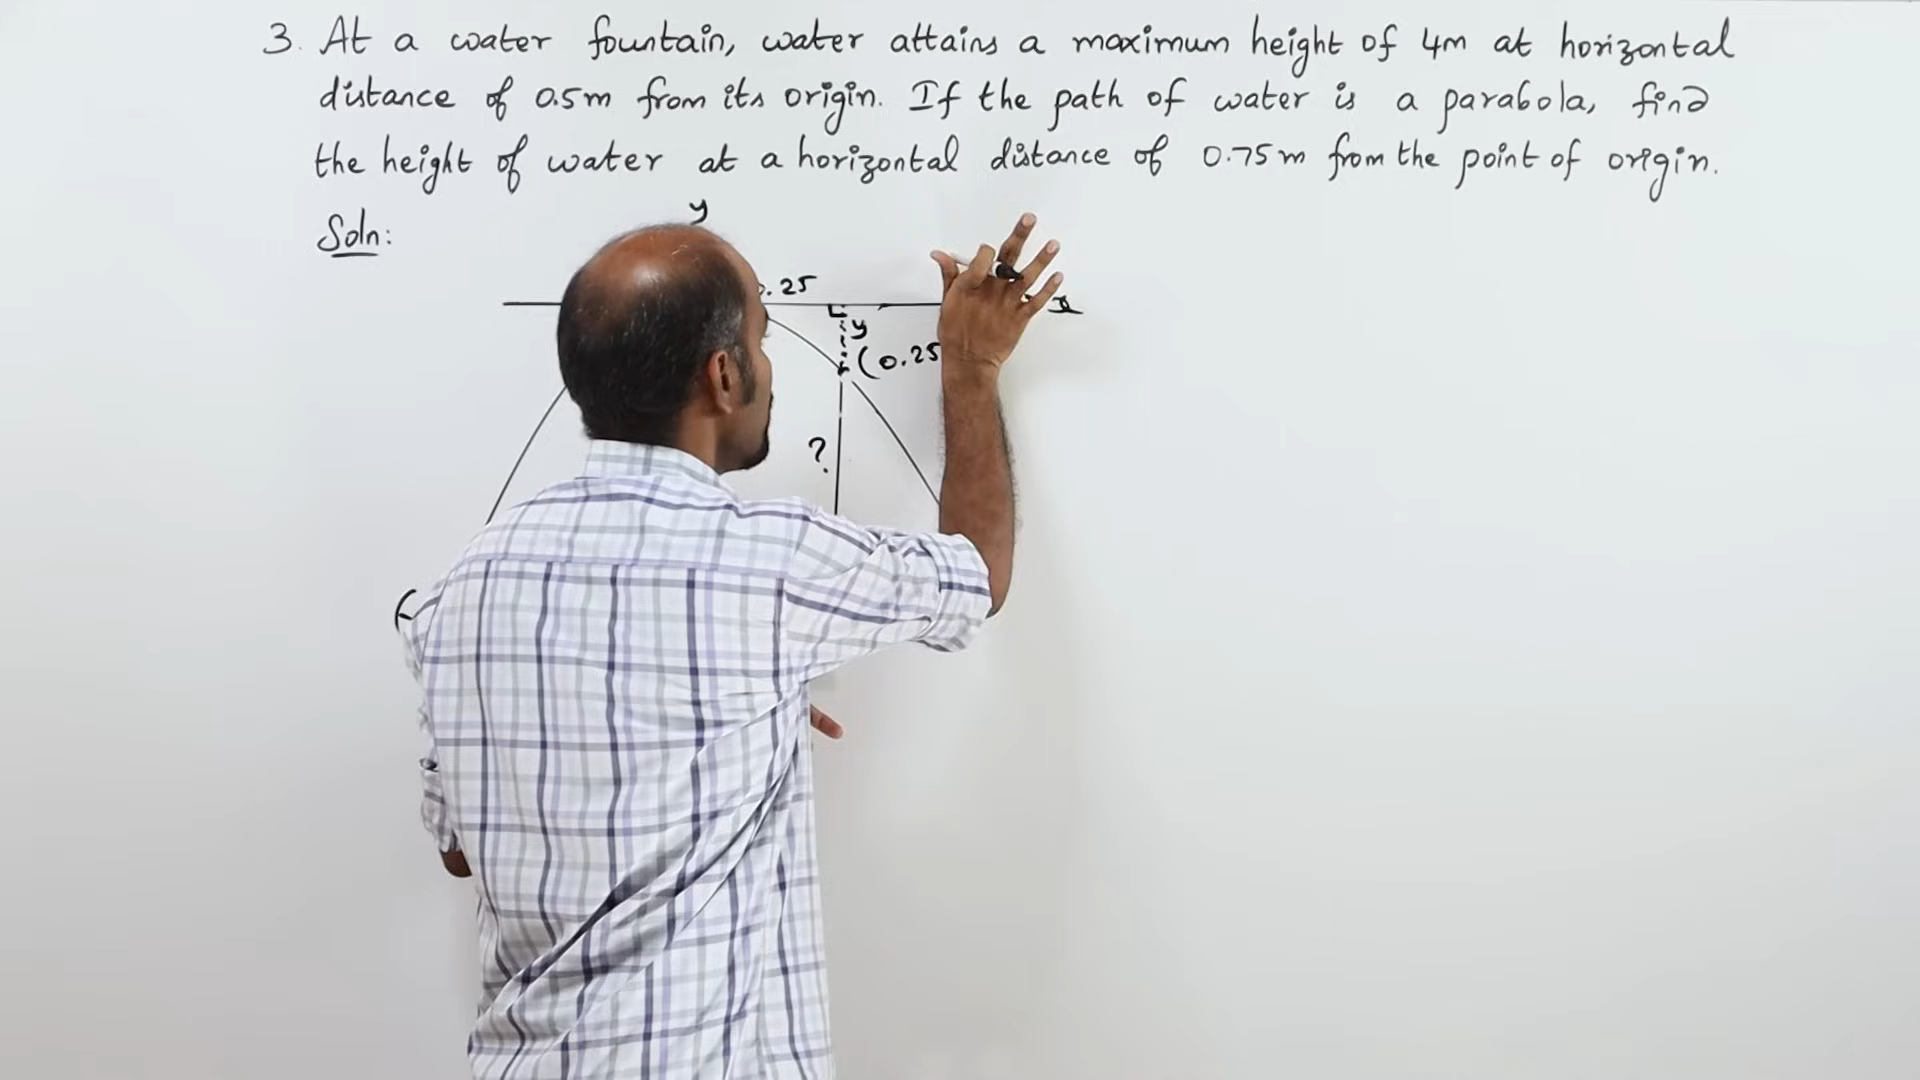 3. At a water fountain, water attains a maximum height of 4m at horizontal
distance of 0.5m from its origin. If the path of water is a parabola, find
the height of water at a horizontal distance of 0.75m from the point of origin.
Soln:
y
.25
x
y
(0.25
?
(